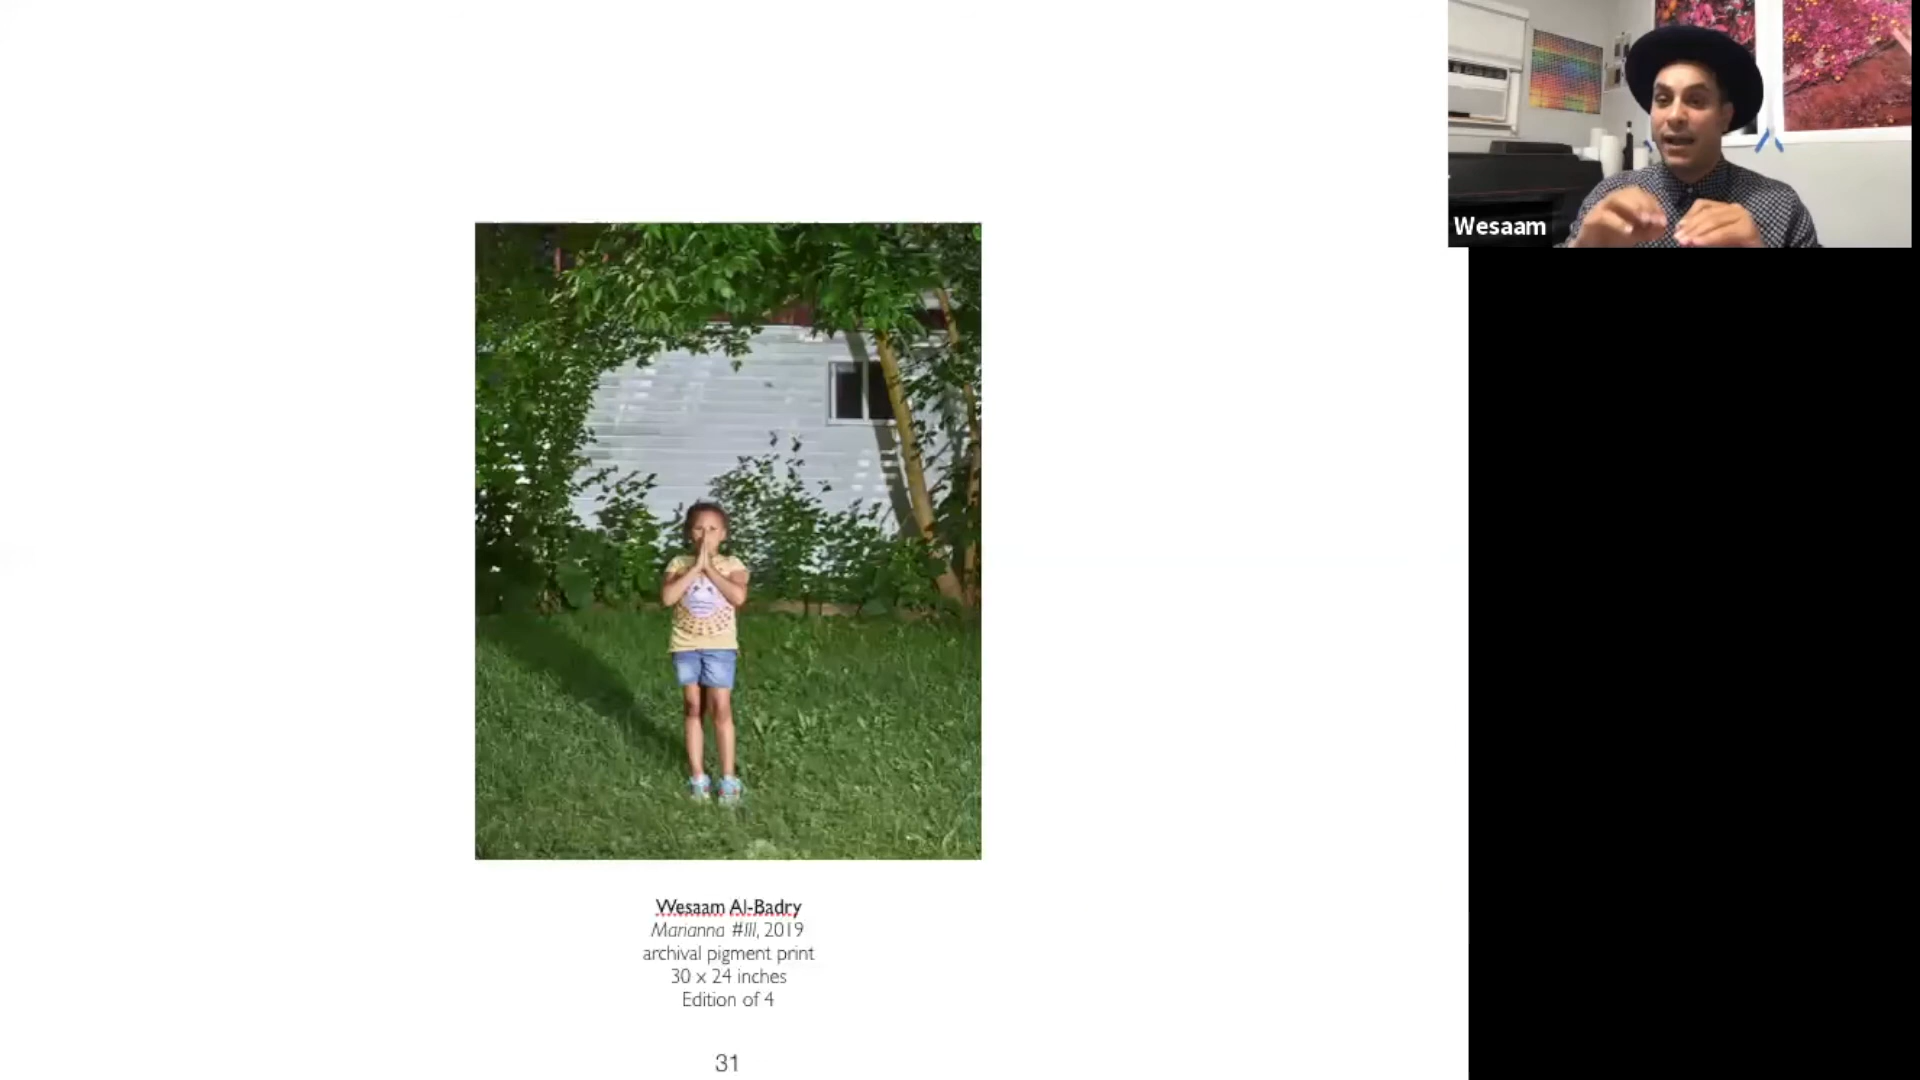 Wesaam
Wesaam Al-Badry
Marianna #III, 2019
archival pigment print
30 x 24 inches
Edition of 4
31